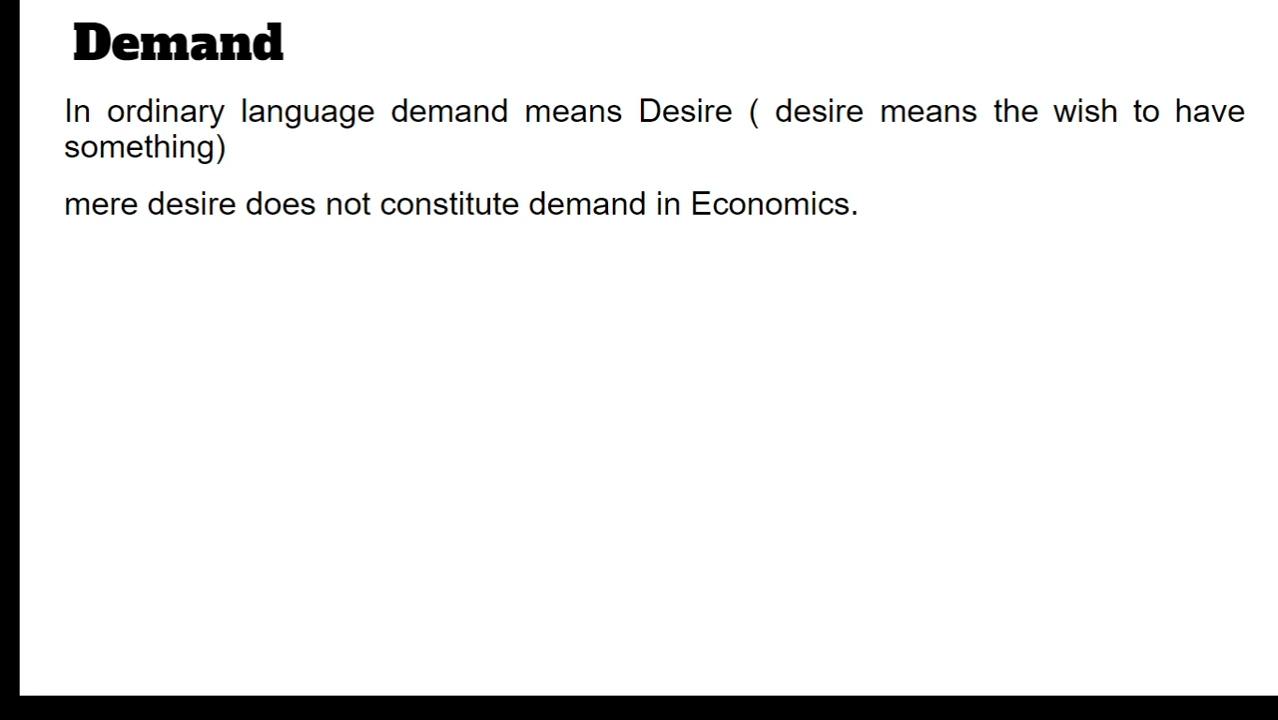 Demand
In ordinary language demand means Desire ( desire means the wish to have
something)
mere desire does not constitute demand in Economics.